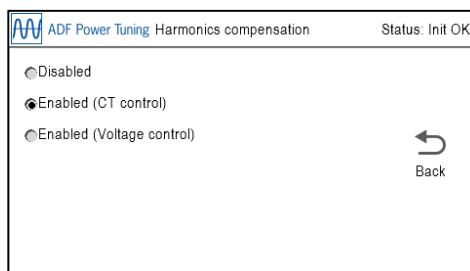 ADF Power Tuning Harmonics compensation Status: Init OK
Disabled
Enabled (CT control)
Enabled (Voltage control)
Back